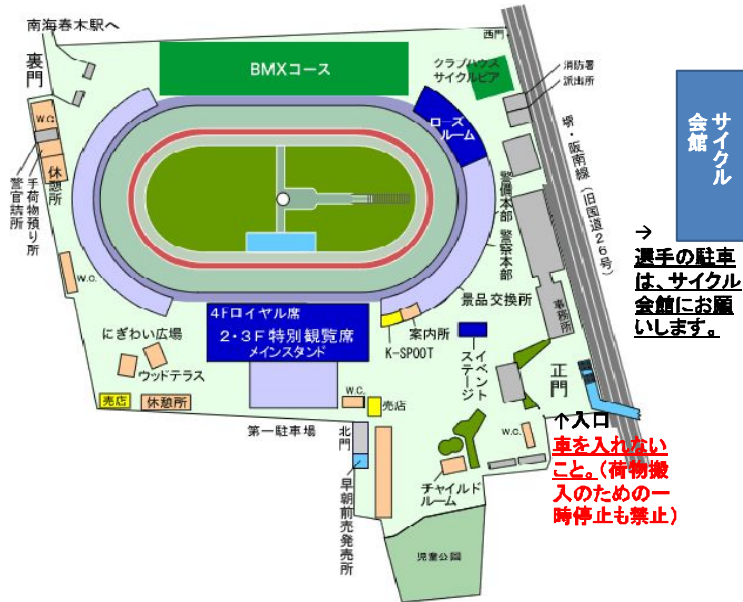 南海春木駅へ
裏門
BMXコース
西門
クラブハウス
サイクルピア
消防署
派出所
サイクル
会館
W.C.
ローズ
ルーム
堺・阪南線（旧国道26号）
休憩所
手荷物預り所
警官詰所
警備本部
警察本部
→
選手の駐車
は、サイクル
会館にお願
いします。
W.C.
4Fロイヤル席
2・3F特別観覧席
メインスタンド
景品交換所
事務所
案内所
K-SPOOT
にぎわい広場
ウッドテラス
イベント
ステージ
正門
売店
休憩所
W.C.
売店
第一駐車場
北門
W.C.
↑入口
車を入れない
こと。（荷物搬
入のための一
時停止も禁止）
チャイルド
ルーム
早朝前売発売所
児童公園